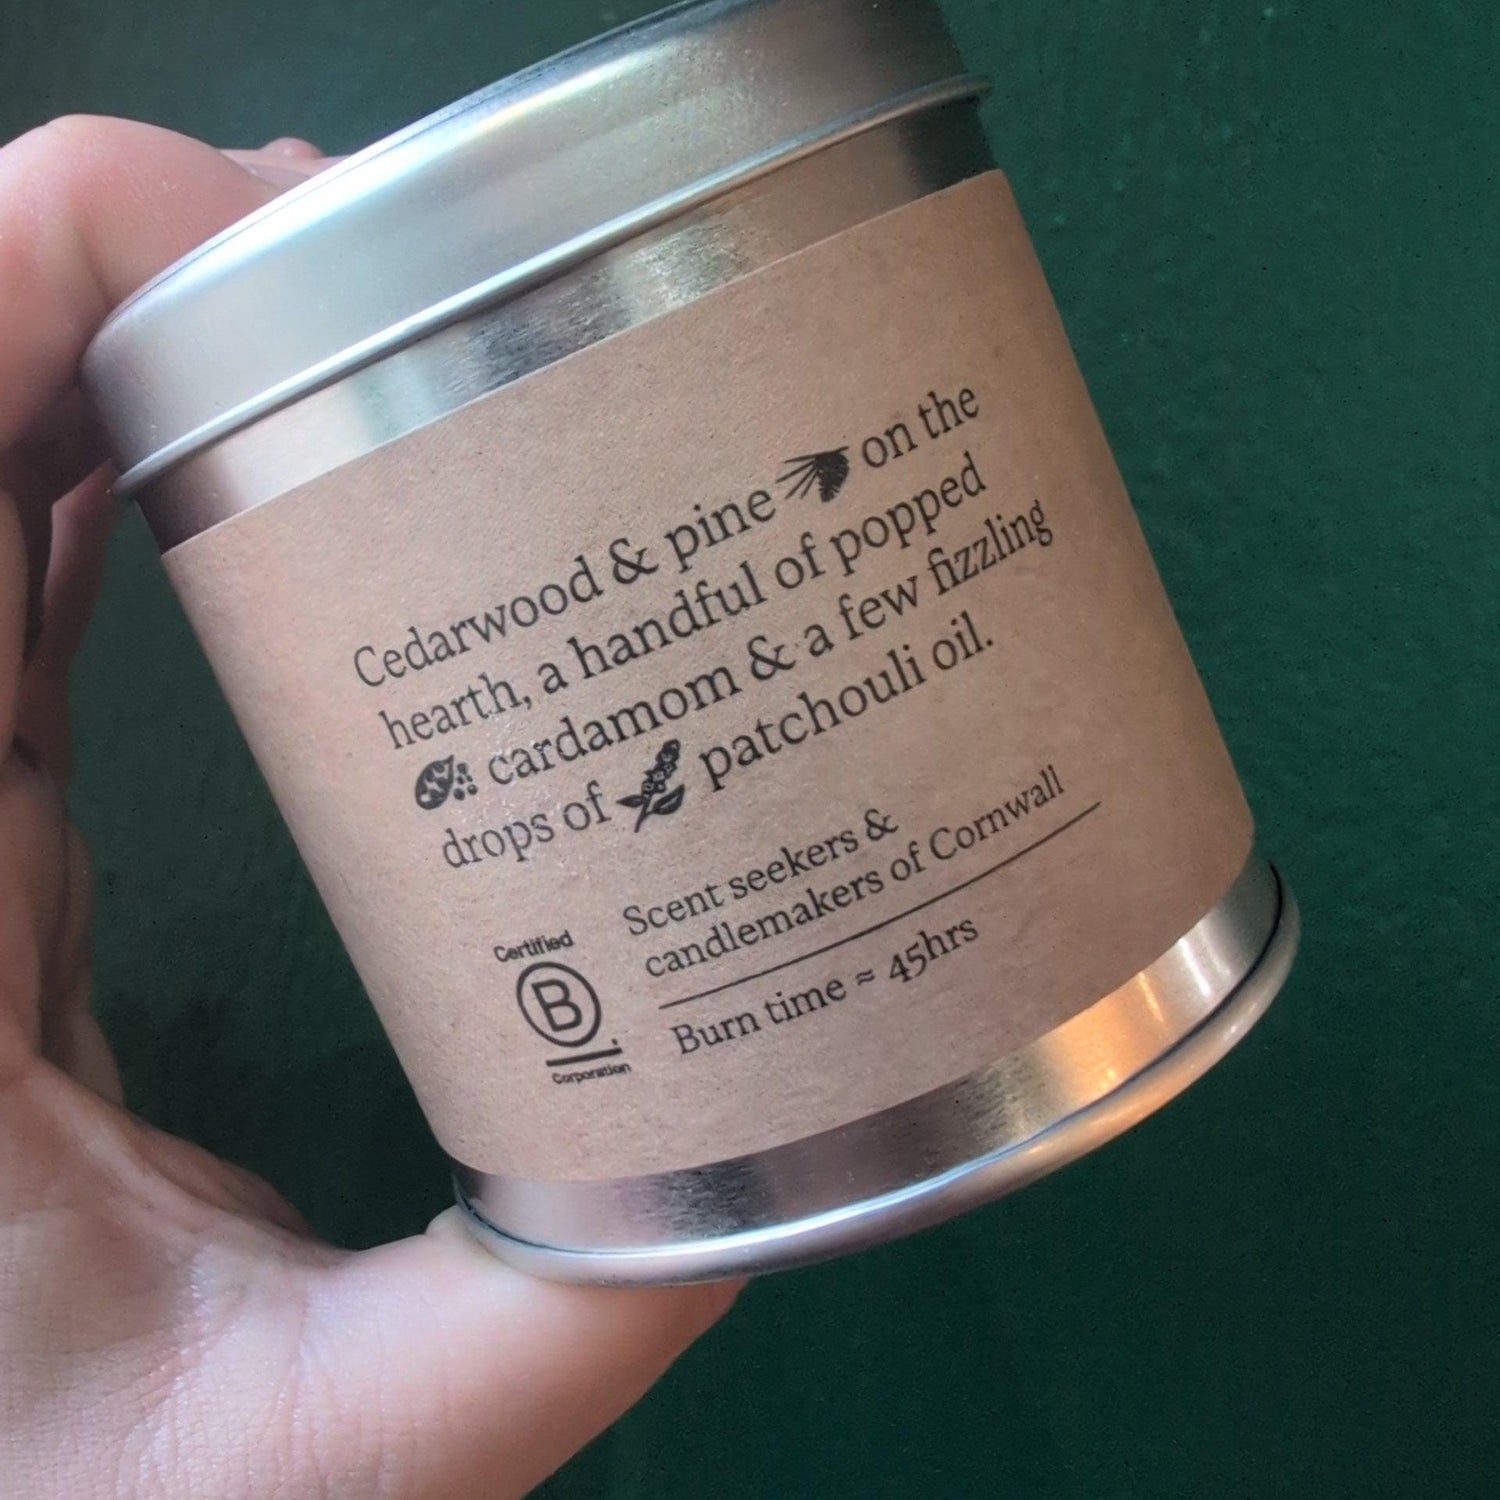 Cedarwood & pine on the
hearth, a handful of popped
cardamom & a few fizzling
drops of patchouli oil.
Scent seekers &
candlemakers of Cornwall
Burn time ≈ 45hrs
Certified
B
Corporation